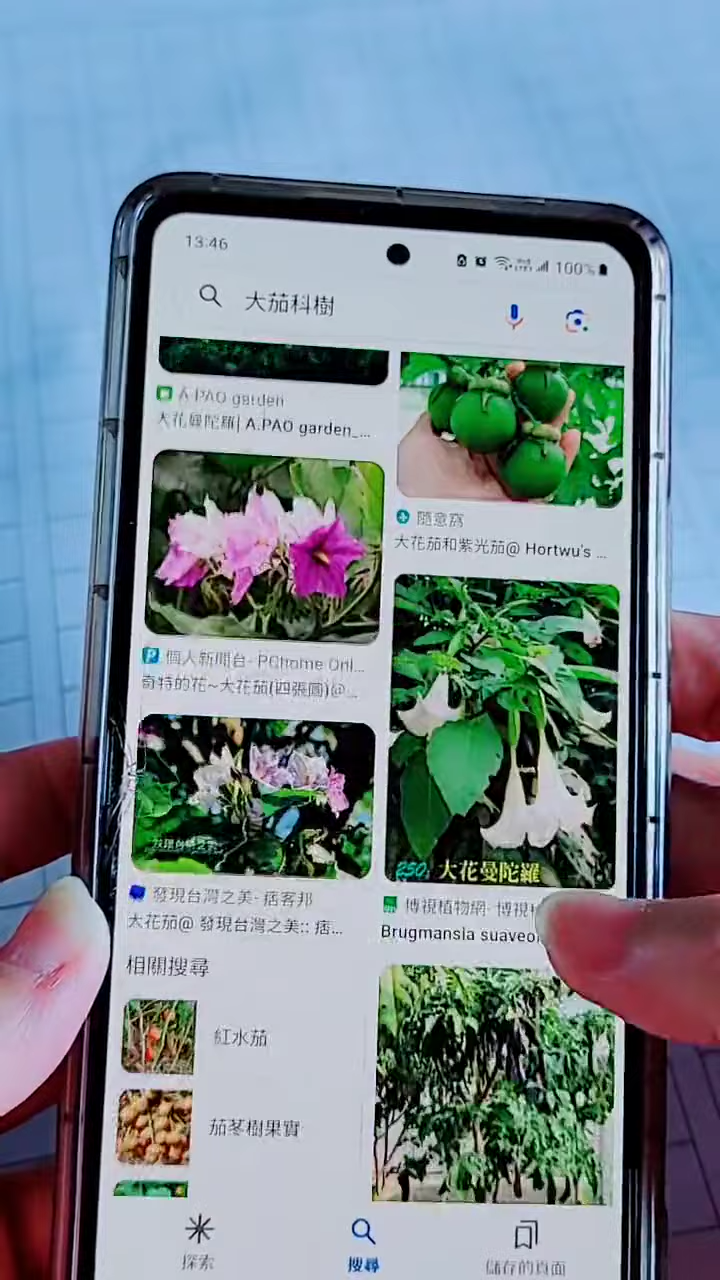 13:46
100%
大茄科樹
A.PAO garden
大花曼陀羅| A.PAO garden_...
隨意窩
大花茄和紫光茄@ Hortwu's ...
個人新聞台- PChome Onl...
奇特的花~大花茄(四張圖)@...
250
大花曼陀羅
發現台灣之美- 痞客邦
大花茄@ 發現台灣之美:: 痞...
博視植物網- 博視
Brugmansia suaveo
相關搜尋
紅水茄
茄苳樹果實
探索
搜尋
儲存的頁面